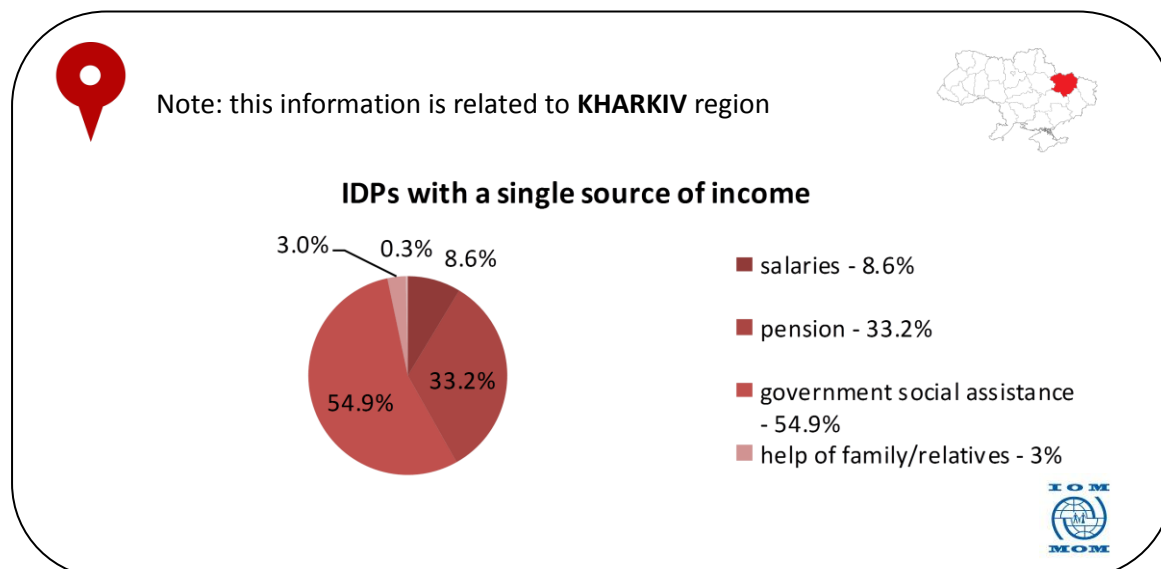 Note: this information is related to KHARKIV region
IDPs with a single source of income
3.0%
0.3%
8.6%
33.2%
54.9%
salaries - 8.6%
pension - 33.2%
government social assistance
- 54.9%
help of family/relatives - 3%
IOM
MOM